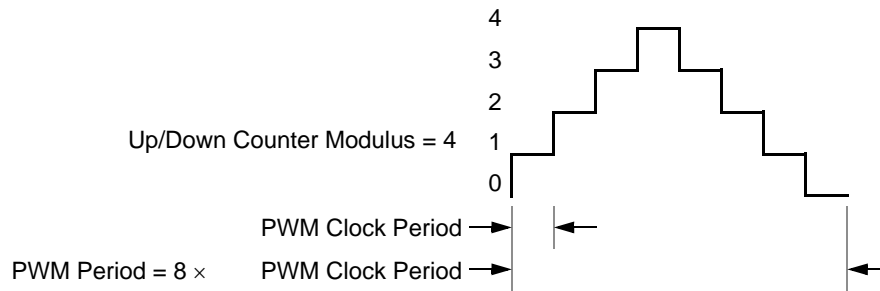 4
3
2
Up/Down Counter Modulus = 4
1
0
PWM Clock Period
PWM Period = 8 × PWM Clock Period